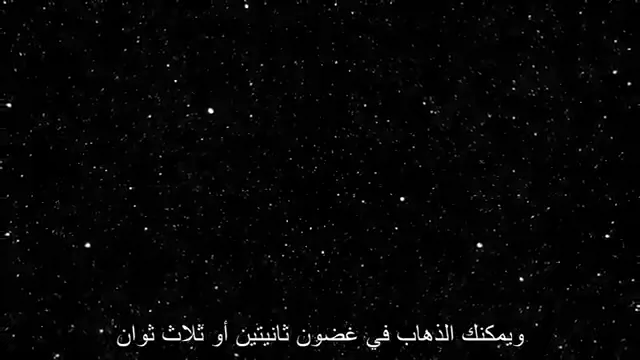 ويمكنك الذهاب في غضون ثانيتين أو ثلاث ثوان